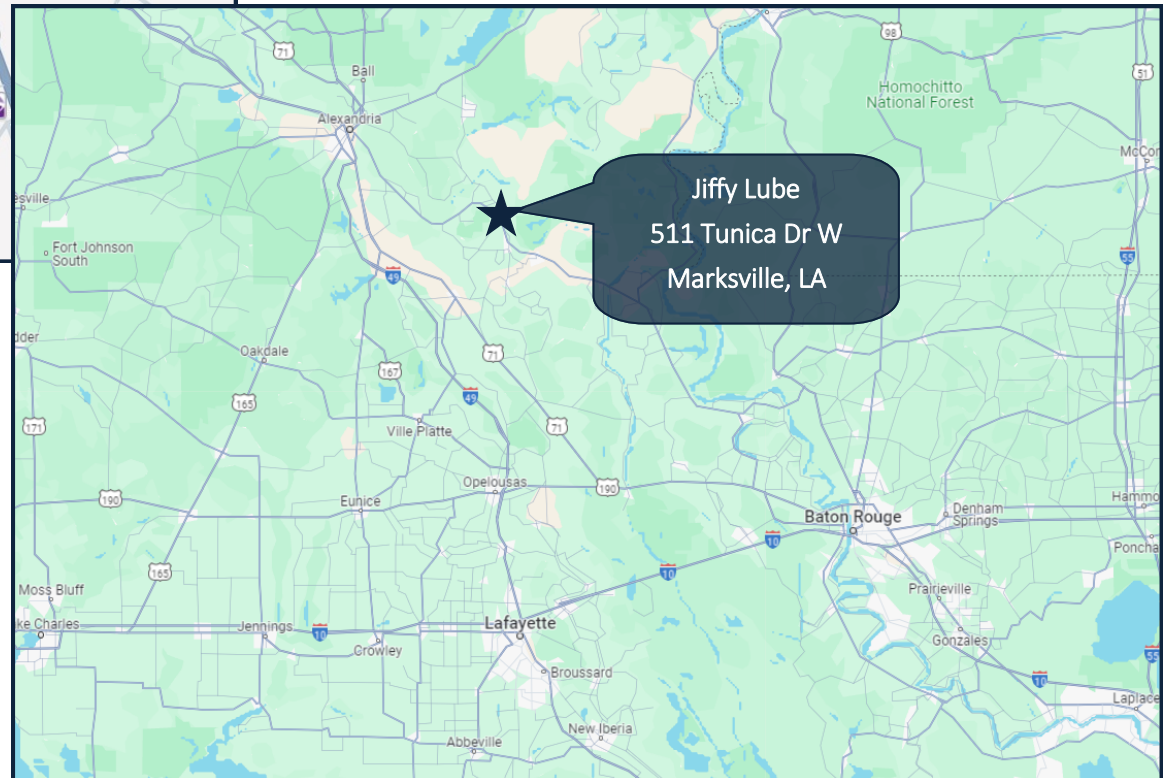 71
98
Ball
Homochitto
National Forest
51
Alexandria
McCor
esville
Jiffy Lube
511 Tunica Dr W
Marksville, LA
Fort Johnson
South
49
55
dder
Oakdale
71
167
49
165
171
Ville Platte
71
190
Opelousas
190
Eunice
Baton Rouge
Denham
Springs
Hammo
10
Poncha
165
10
Moss Bluff
Prairieville
ke Charles
Jennings
10
Lafayette
Gonzales
Crowley
55
Broussard
10
Laplace
New Iberia
Abbeville